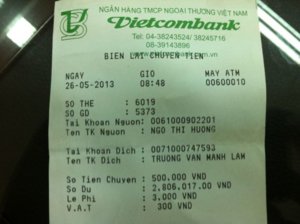 NGÂN HÀNG TMCP NGOẠI THƯƠNG VIỆT NAM
Vietcombank
Tel: 04-38243524/ 38245716
08-39143896
BIEN LAI CHUYEN TIEN
NGAY GIO MAY ATM
26-05-2013 08:48 00600010
SO THE : 6019
SO GD : 5373
Tai Khoan Nguon: 0061000902201
Ten TK Nguon : NGO THI HUONG
Tai Khoan Dich : 0071000747593
Ten TK Dich : TRUONG VAN MANH LAM
So Tien Chuyen : 500.000 VND
So Du : 2.806.017.00 VND
Le Phi : 3.000 VND
V.A.T : 300 VND